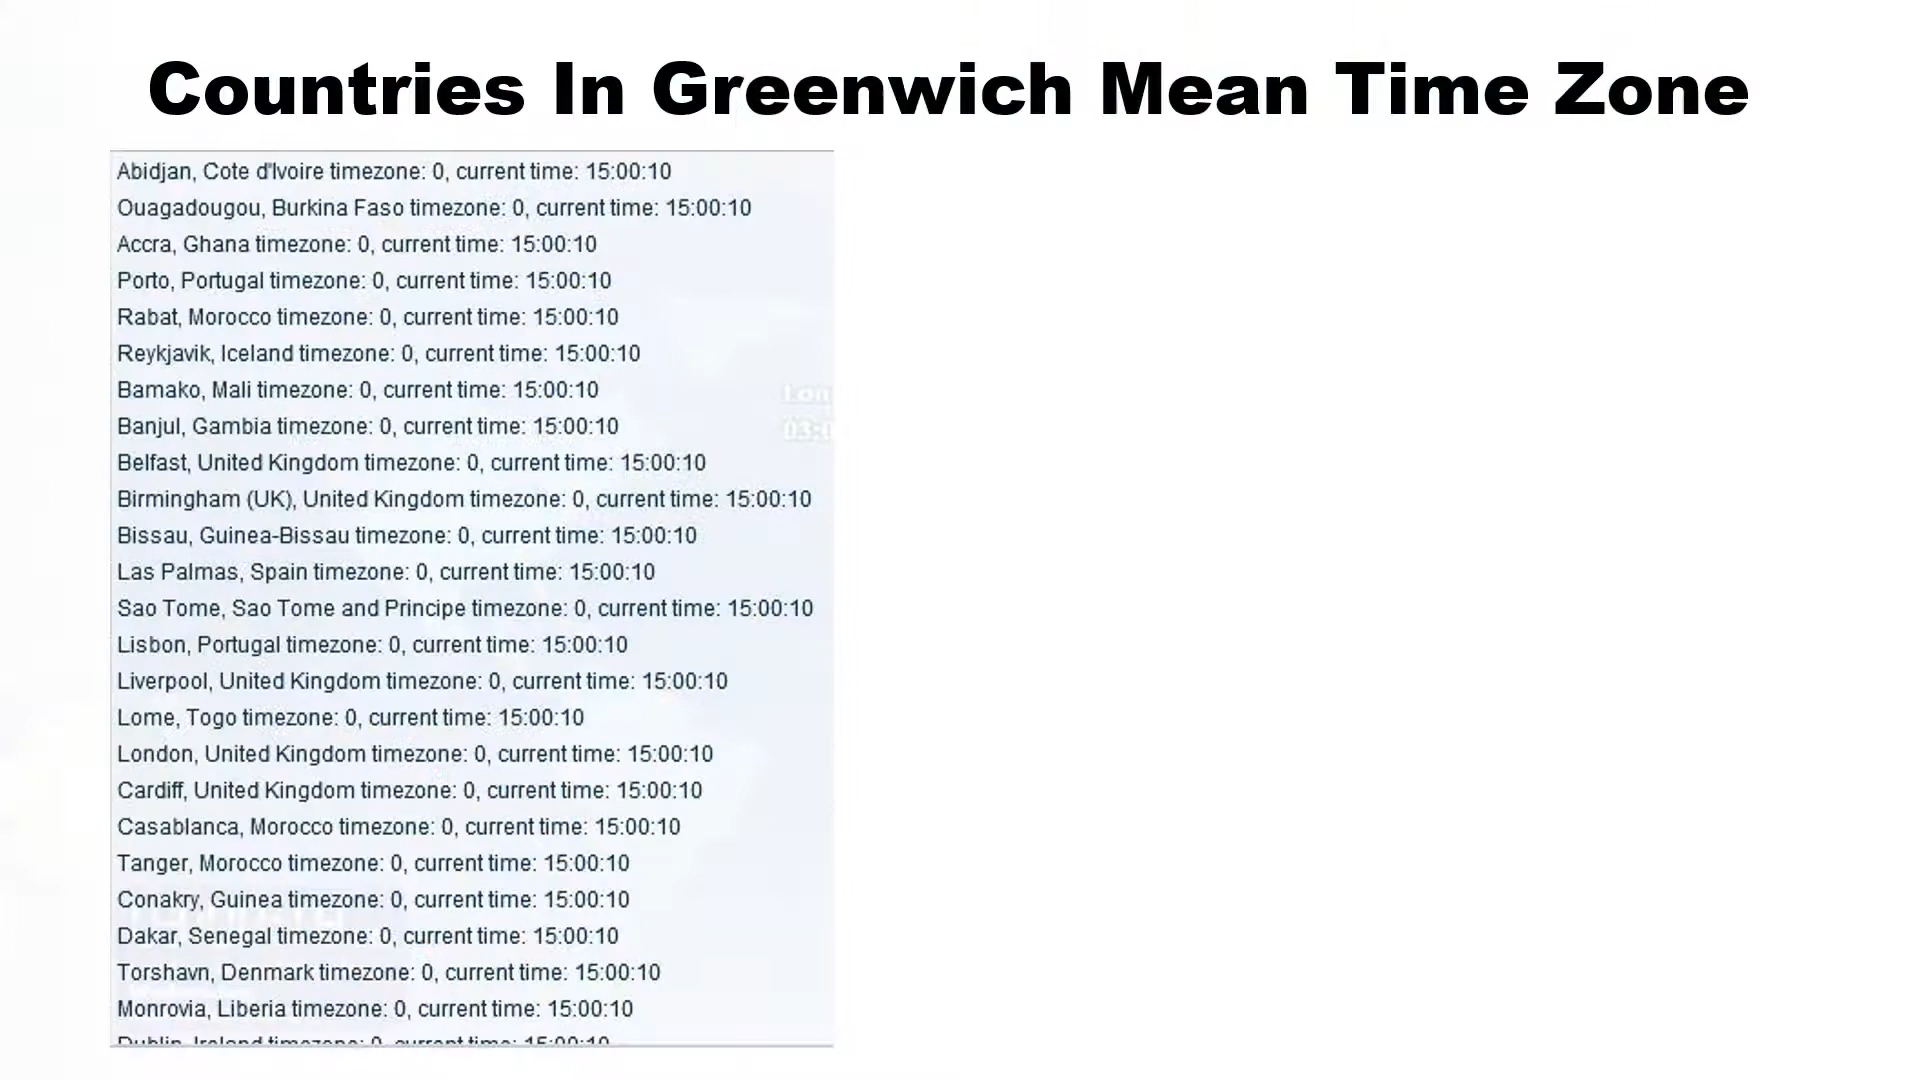 Countries In Greenwich Mean Time Zone
Abidjan, Cote d'Ivoire timezone: 0, current time: 15:00:10
Ouagadougou, Burkina Faso timezone: 0, current time: 15:00:10
Accra, Ghana timezone: 0, current time: 15:00:10
Porto, Portugal timezone: 0, current time: 15:00:10
Rabat, Morocco timezone: 0, current time: 15:00:10
Reykjavik, Iceland timezone: 0, current time: 15:00:10
Bamako, Mali timezone: 0, current time: 15:00:10
Banjul, Gambia timezone: 0, current time: 15:00:10
Belfast, United Kingdom timezone: 0, current time: 15:00:10
Birmingham (UK), United Kingdom timezone: 0, current time: 15:00:10
Bissau, Guinea-Bissau timezone: 0, current time: 15:00:10
Las Palmas, Spain timezone: 0, current time: 15:00:10
Sao Tome, Sao Tome and Principe timezone: 0, current time: 15:00:10
Lisbon, Portugal timezone: 0, current time: 15:00:10
Liverpool, United Kingdom timezone: 0, current time: 15:00:10
Lome, Togo timezone: 0, current time: 15:00:10
London, United Kingdom timezone: 0, current time: 15:00:10
Cardiff, United Kingdom timezone: 0, current time: 15:00:10
Casablanca, Morocco timezone: 0, current time: 15:00:10
Tanger, Morocco timezone: 0, current time: 15:00:10
Conakry, Guinea timezone: 0, current time: 15:00:10
Dakar, Senegal timezone: 0, current time: 15:00:10
Torshavn, Denmark timezone: 0, current time: 15:00:10
Monrovia, Liberia timezone: 0, current time: 15:00:10
Dublin, Ireland timezone: 0, current time: 15:00:10